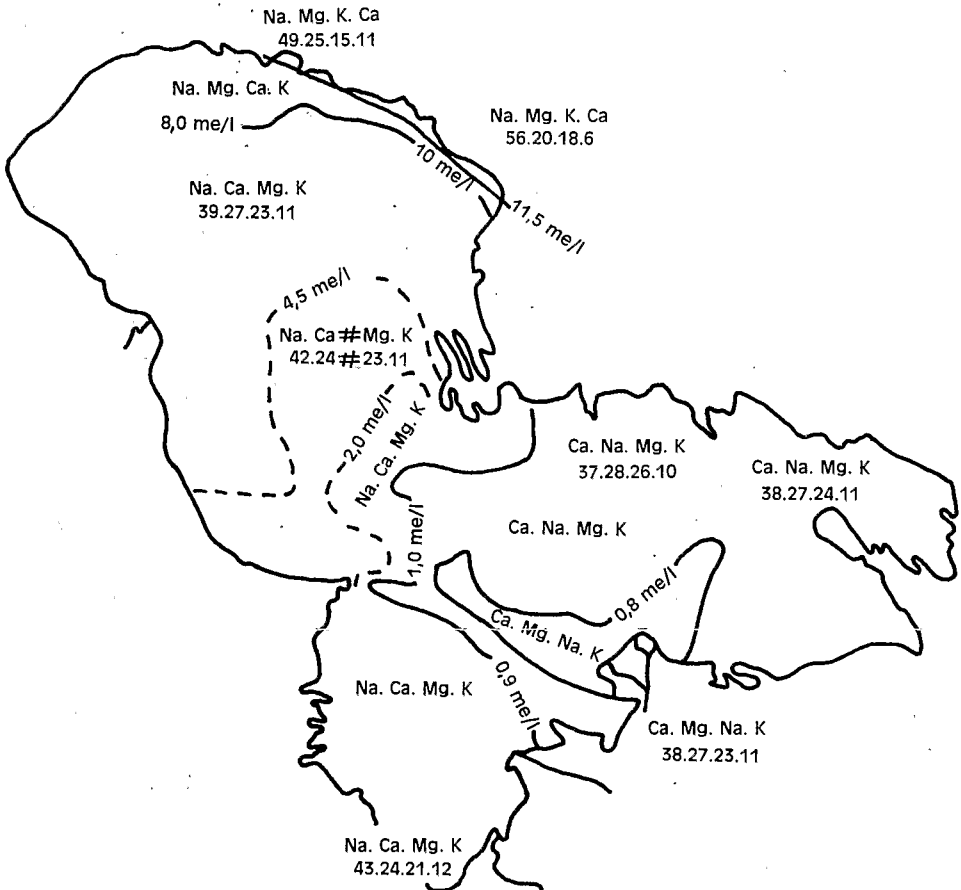 Na. Mg. K. Ca
49.25.15.11
Na. Mg. Ca. K
8,0 me/l
Na. Mg. K. Ca
56.20.18.6
10 me/l
Na. Ca. Mg. K
39.27.23.11
11,5 me/l
4,5 me/l
Na. Ca#Mg. K
42.24#23.11
2,0 me/l
Na. Ca. Mg. K
Ca. Na. Mg. K
37.28.26.10
Ca. Na. Mg. K
38.27.24.11
Ca. Na. Mg. K
1,0 me/l
0,8 me/l
Ca. Mg. Na. K
Na. Ca. Mg. K
0,9 me/l
Ca. Mg. Na. K
38.27.23.11
Na. Ca. Mg. K
43.24.21.12